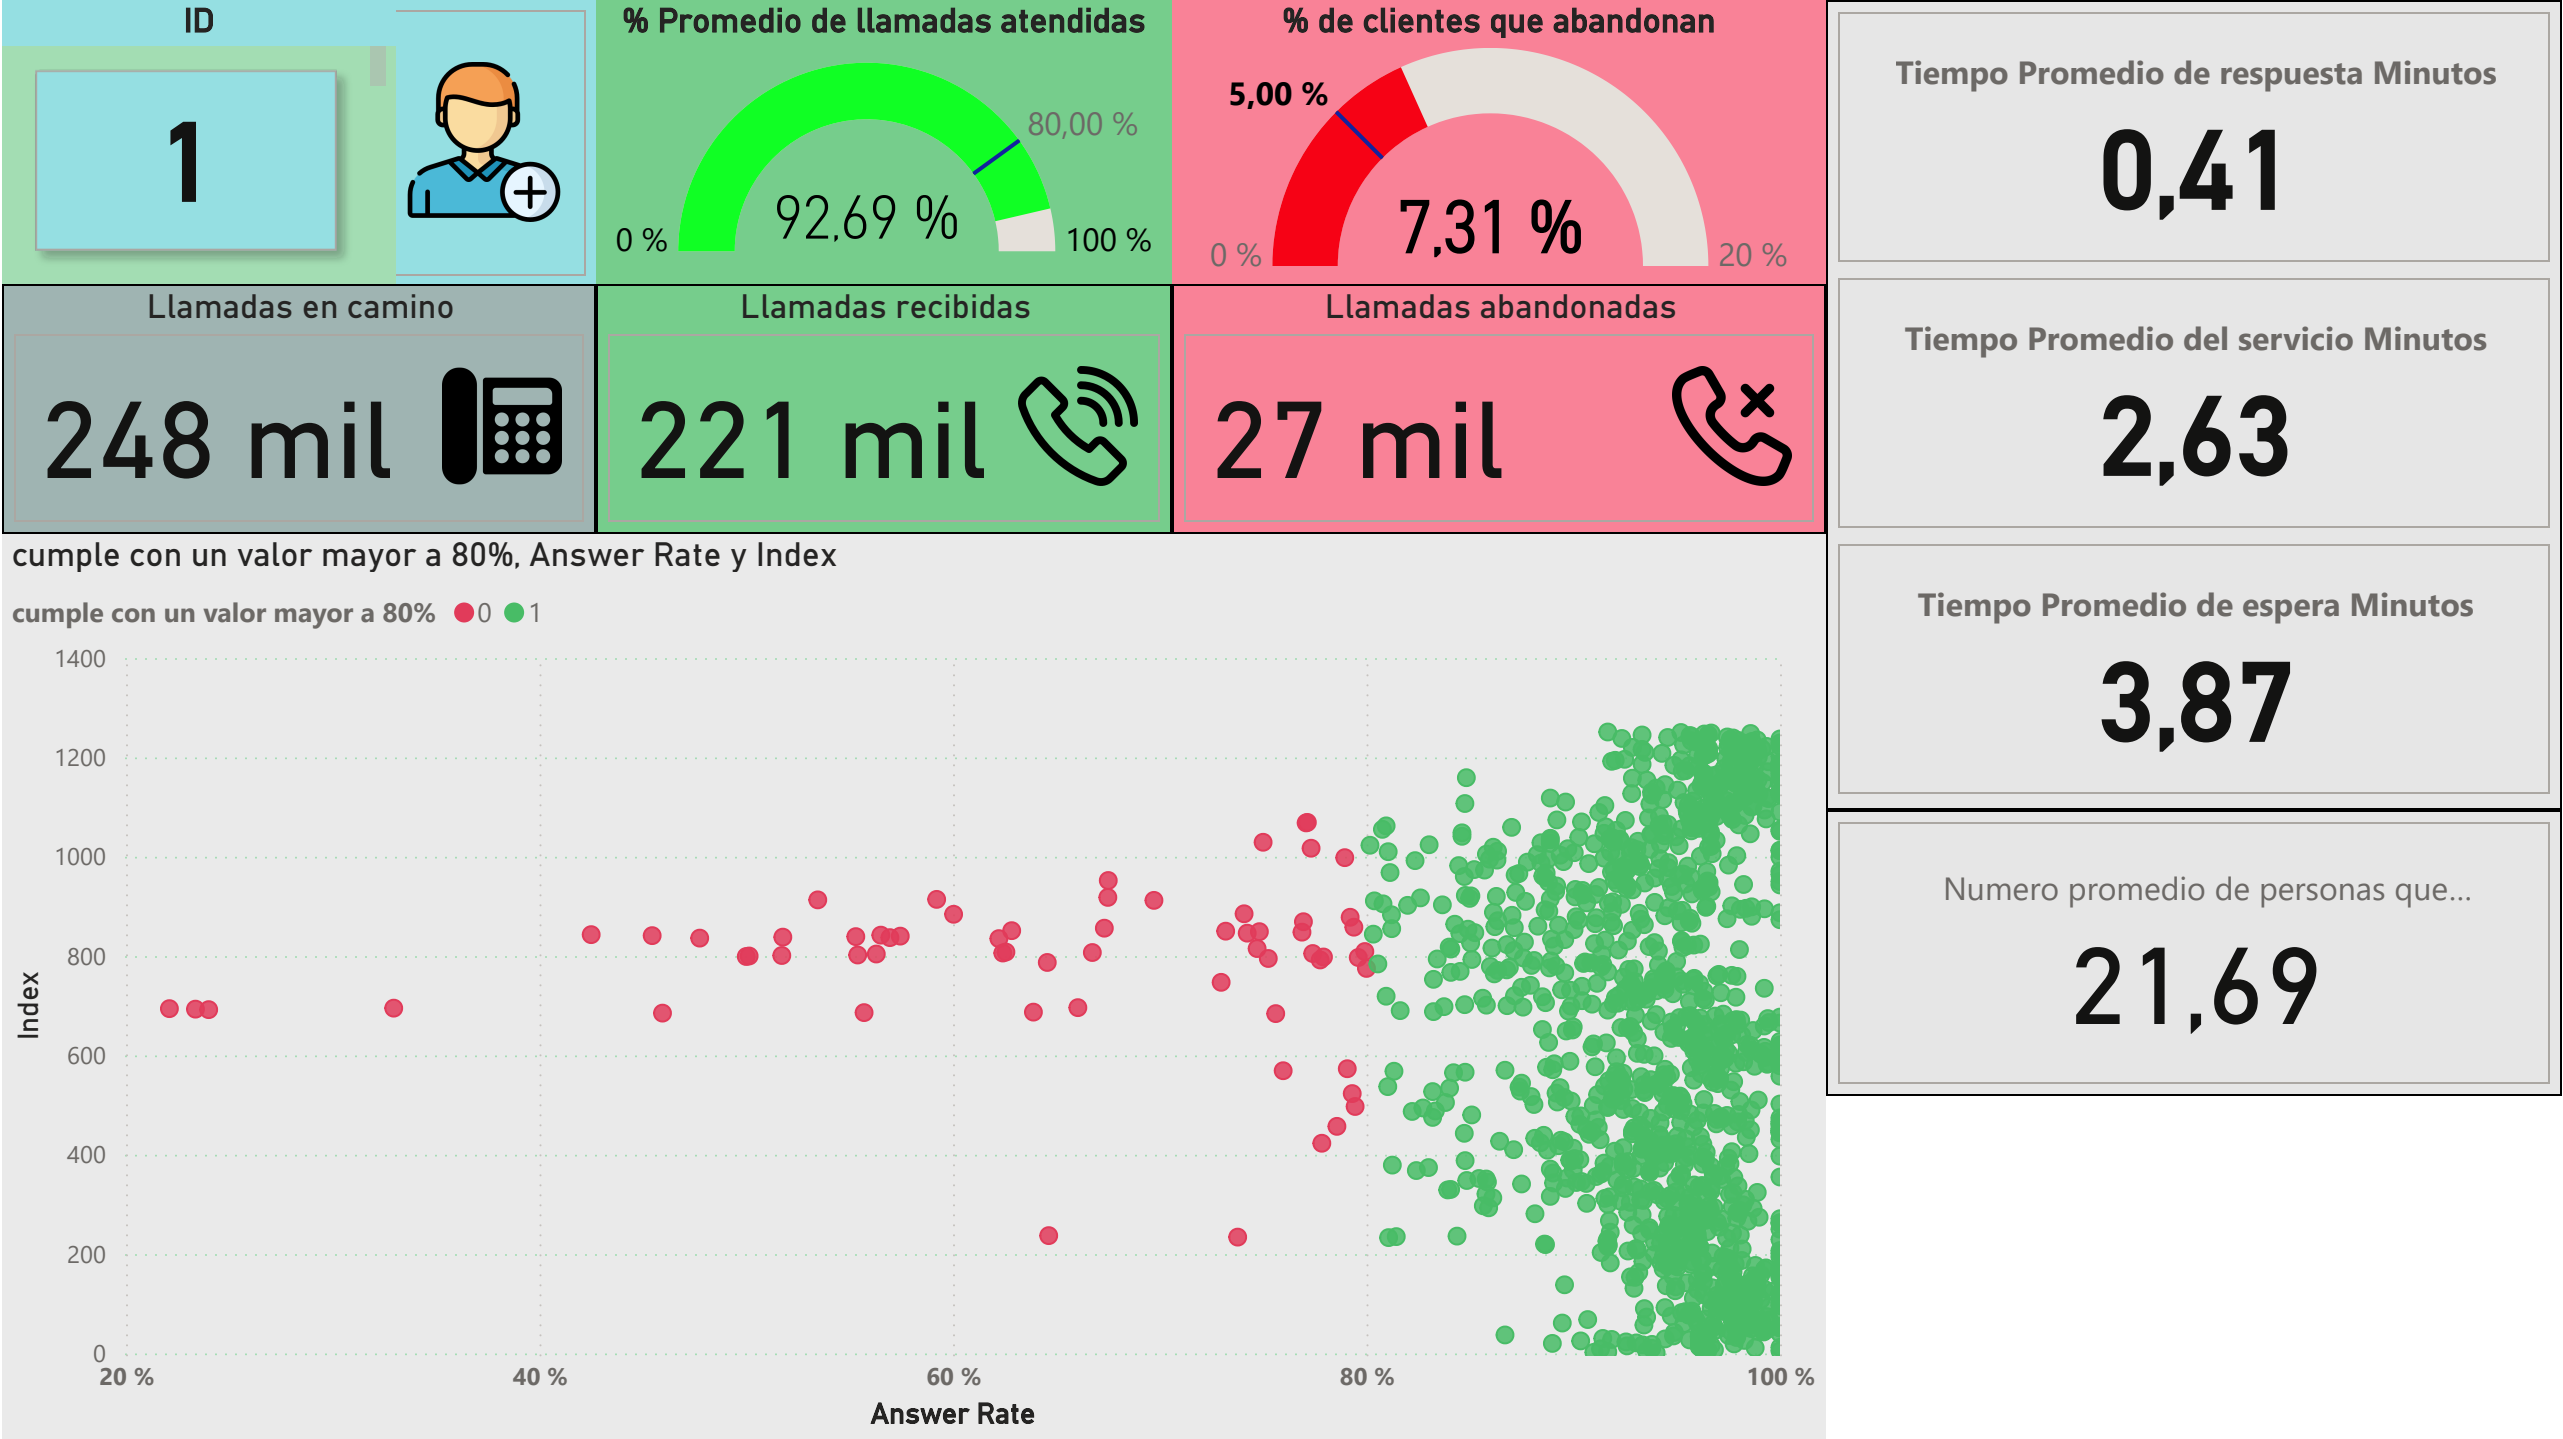 ID
1
% Promedio de llamadas atendidas
80,00 %
92,69 %
0 %
100 %
% de clientes que abandonan
5,00 %
7,31 %
0 %
20 %
Tiempo Promedio de respuesta Minutos
0,41
Llamadas en camino
248 mil
Llamadas recibidas
221 mil
Llamadas abandonadas
27 mil
Tiempo Promedio del servicio Minutos
2,63
Tiempo Promedio de espera Minutos
3,87
Numero promedio de personas que...
21,69
cumple con un valor mayor a 80%, Answer Rate y Index
cumple con un valor mayor a 80% 0 1
1400
1200
1000
800
600
400
200
0
Index
20 % 40 % 60 % 80 % 100 %
Answer Rate